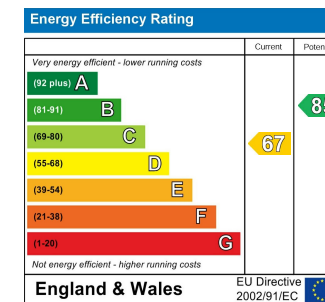 Energy Efficiency Rating
Current
Very energy efficient - lower running costs
(92 plus) A
(81-91) B
(69-80) C
(55-68) D
(39-54) E
(21-38) F
(1-20) G
67
Not energy efficient - higher running costs
England & Wales
EU Directive
2002/91/EC